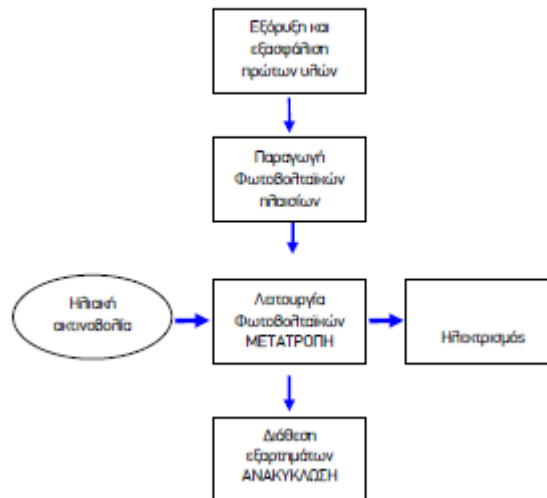 Εξόρυξη και
εξασφάλιση
πρώτων υλών
Παραγωγή
Φωτοβολταϊκών
πλαισίων
Ηλιακή
ακτινοβολία
Λειτουργία
Φωτοβολταϊκών
ΜΕΤΑΤΡΟΠΗ
Ηλεκτρισμός
Διάθεση
εξαρτημάτων
ΑΝΑΚΥΚΛΩΣΗ